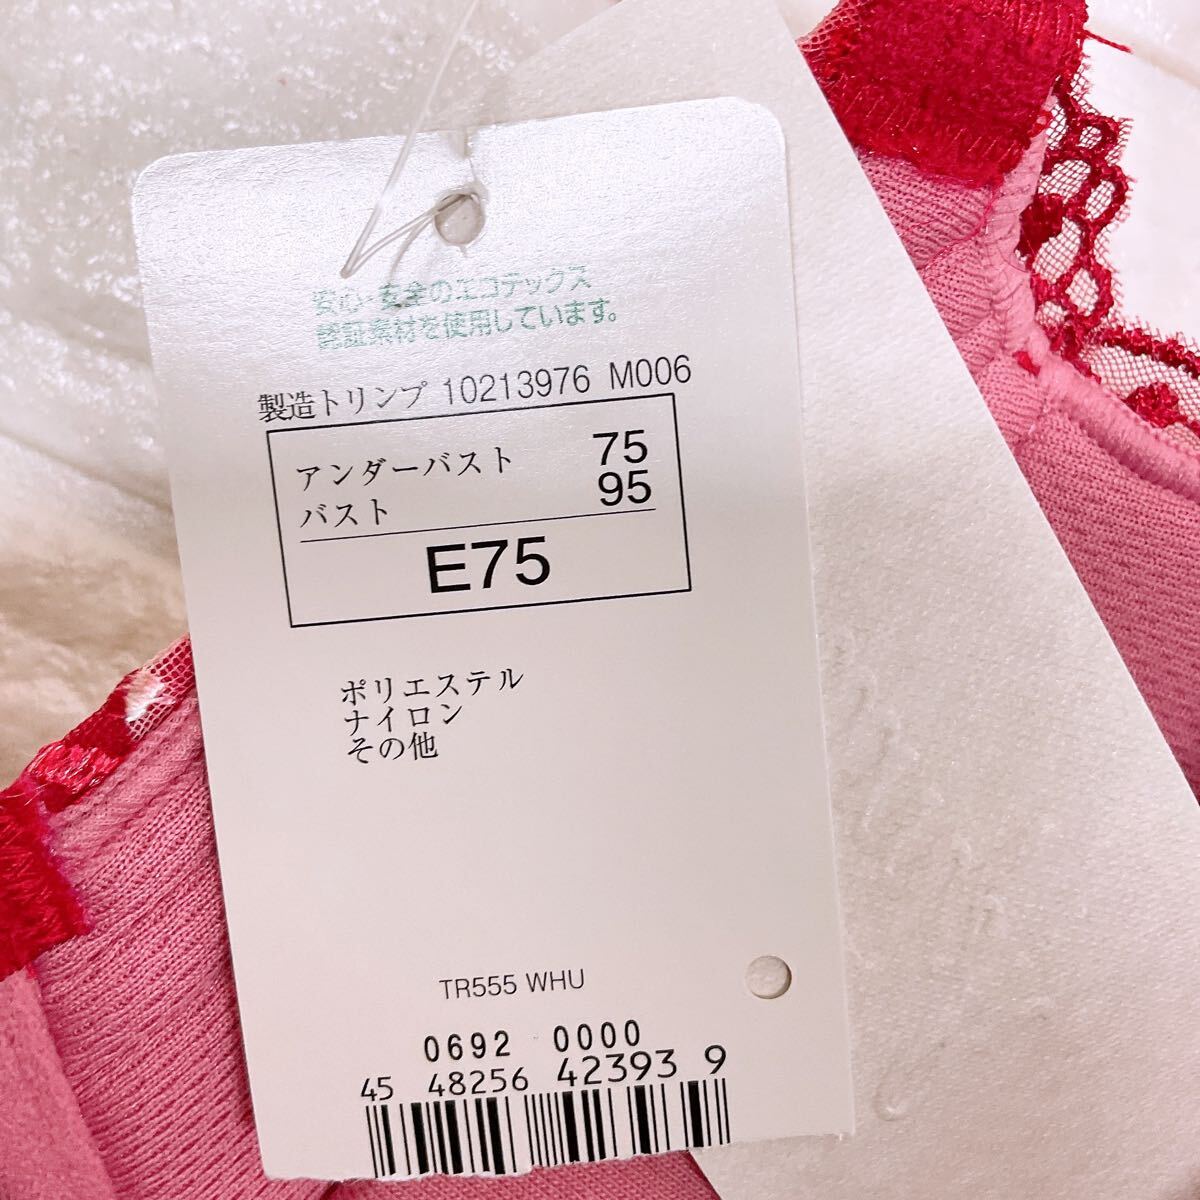 安心・安全のエコテックス
認証素材を使用しています。
製造トリンプ 10213976 M006
アンダーバスト 75
バスト 95
E75
ポリエステル
ナイロン
その他
TR555 WHU
0692 0000
45 48256 42393 9